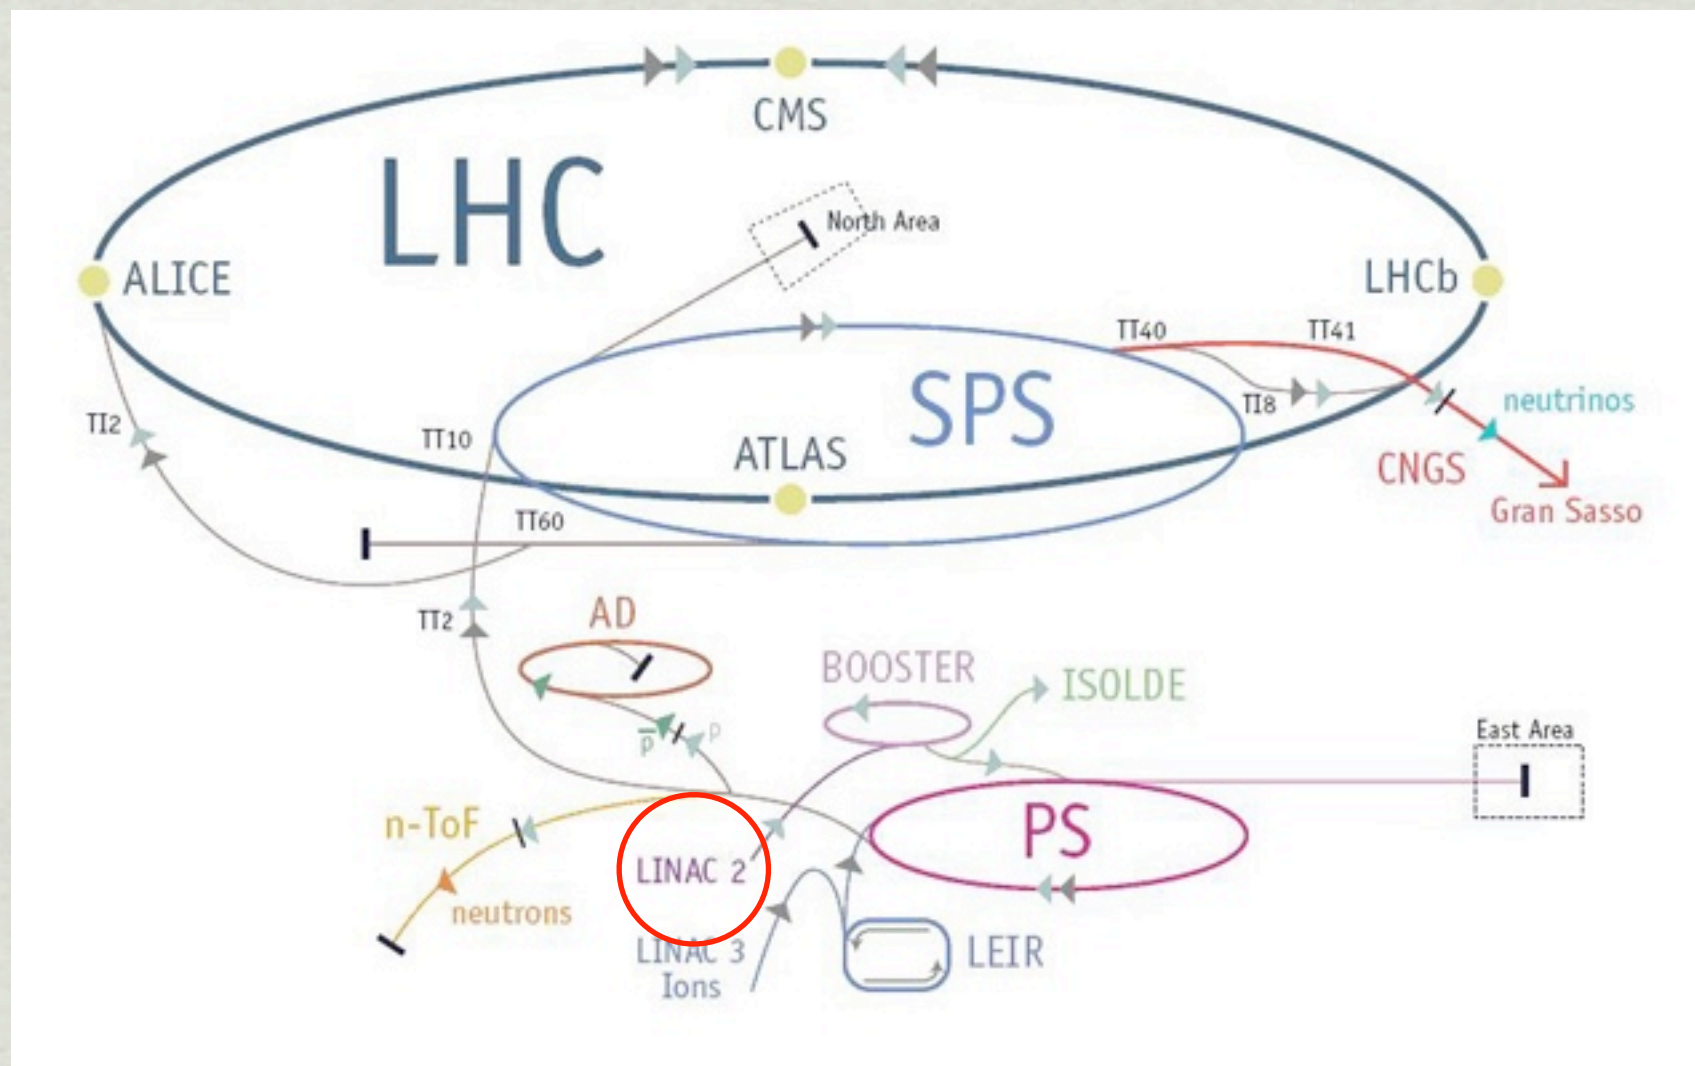 CMS
LHC
North Area
ALICE
LHCb
TT40
TT41
SPS
TI8
neutrinos
TI2
TT10
ATLAS
CNGS
Gran Sasso
TT60
TT2
AD
BOOSTER
ISOLDE
p̅
p
East Area
n-ToF
PS
LINAC 2
neutrons
LINAC 3
Ions
LEIR